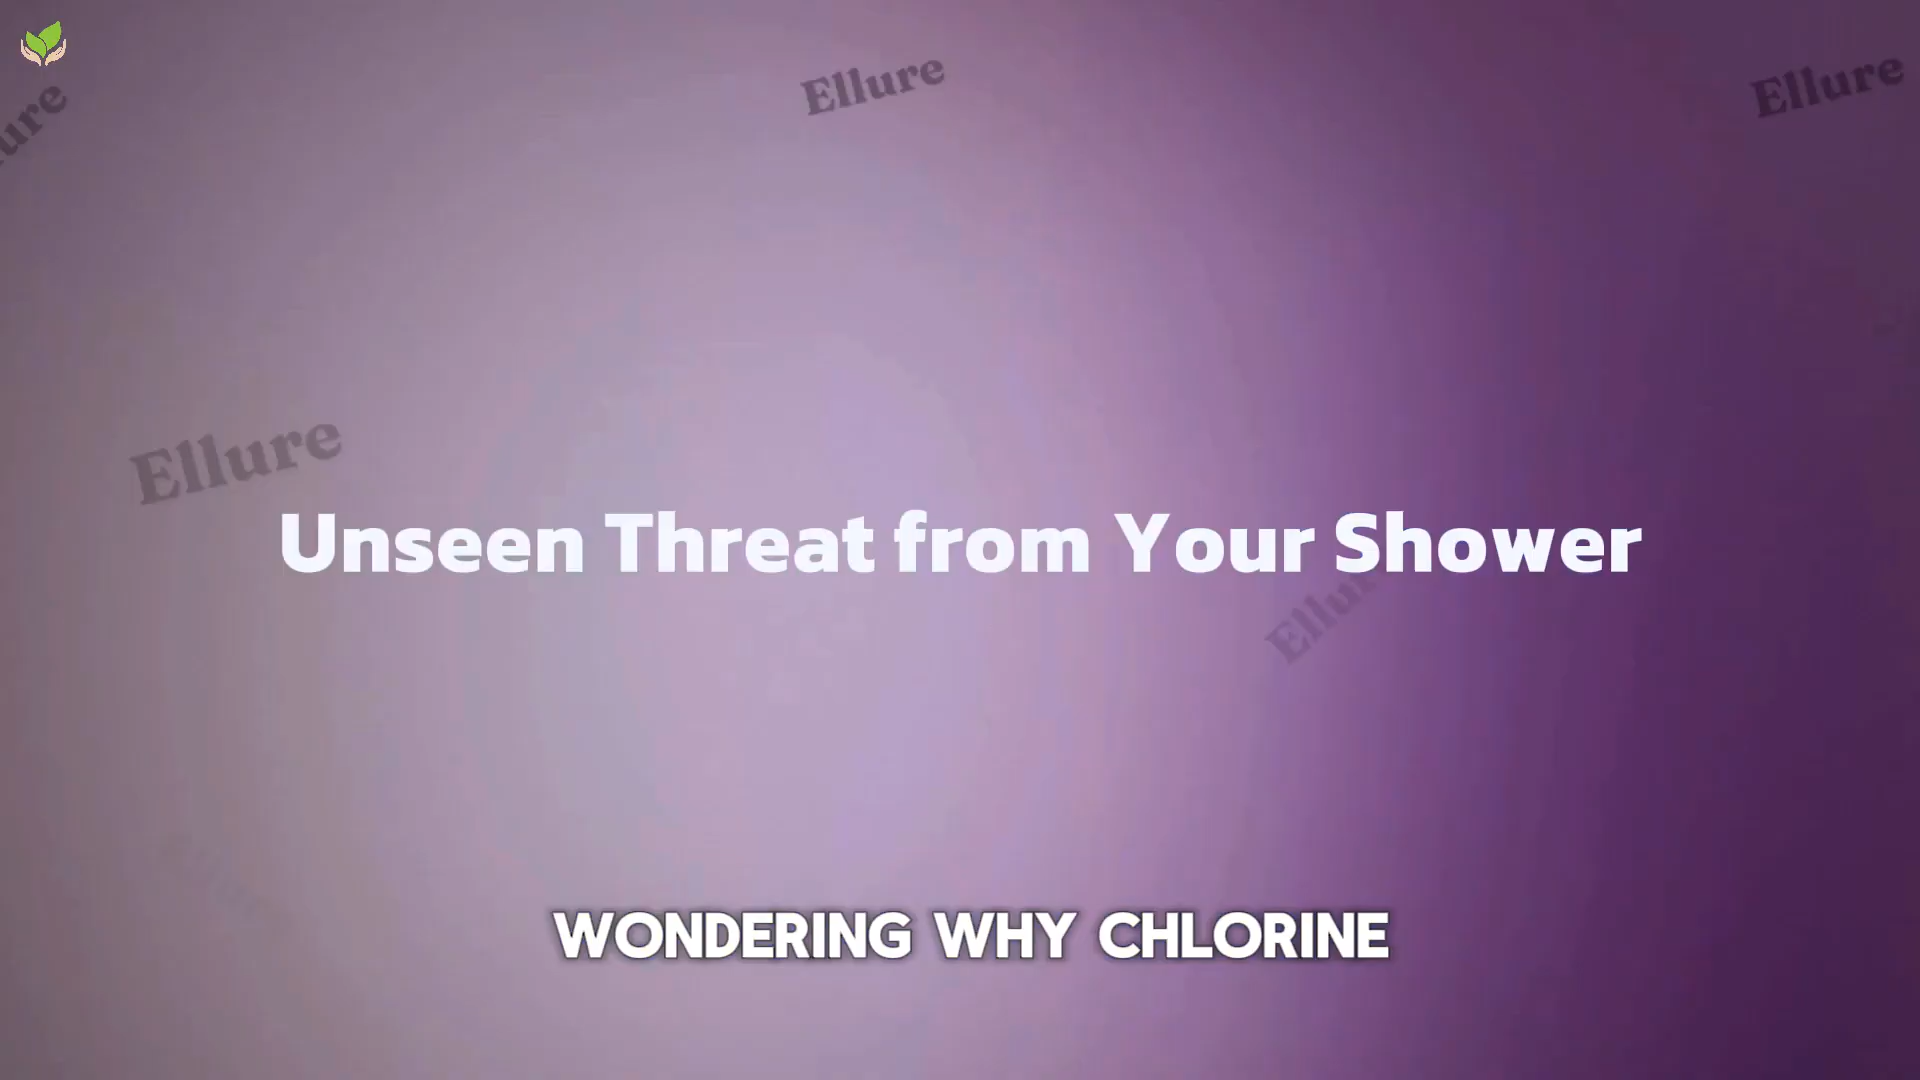 Ellure
Ellure
Ellure
Unseen Threat from Your Shower
WONDERING WHY CHLORINE